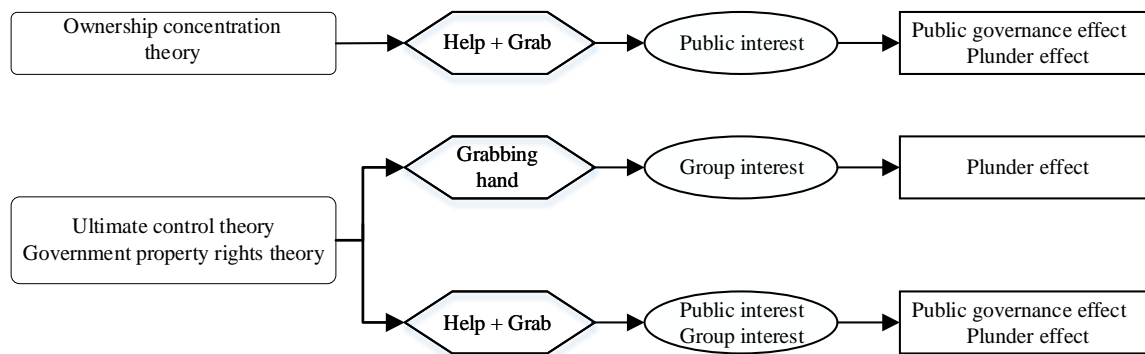 Ownership concentration
theory
Help + Grab
Public interest
Public governance effect
Plunder effect
Grabbing
hand
Group interest
Plunder effect
Ultimate control theory
Government property rights theory
Help + Grab
Public interest
Group interest
Public governance effect
Plunder effect